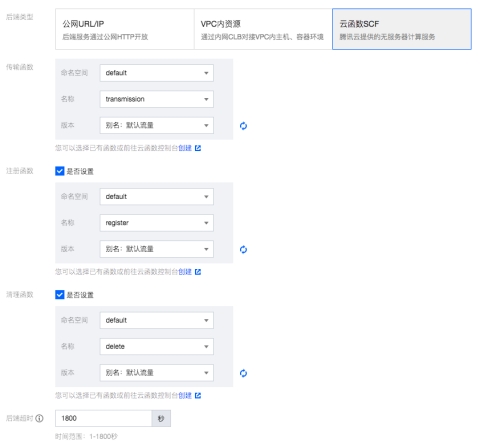 后端类型
公网URL/IP
后端服务通过公网HTTP开放
VPC内资源
通过内网CLB对接VPC内主机、容器环境
云函数SCF
腾讯云提供的无服务器计算服务
传输函数
命名空间 default
名称 transmission
版本 别名：默认流量
您可以选择已有函数或前往云函数控制台创建
注册函数 是否设置
命名空间 default
名称 register
版本 别名：默认流量
您可以选择已有函数或前往云函数控制台创建
清理函数 是否设置
命名空间 default
名称 delete
版本 别名：默认流量
您可以选择已有函数或前往云函数控制台创建
后端超时 1800 秒
时间范围：1-1800秒